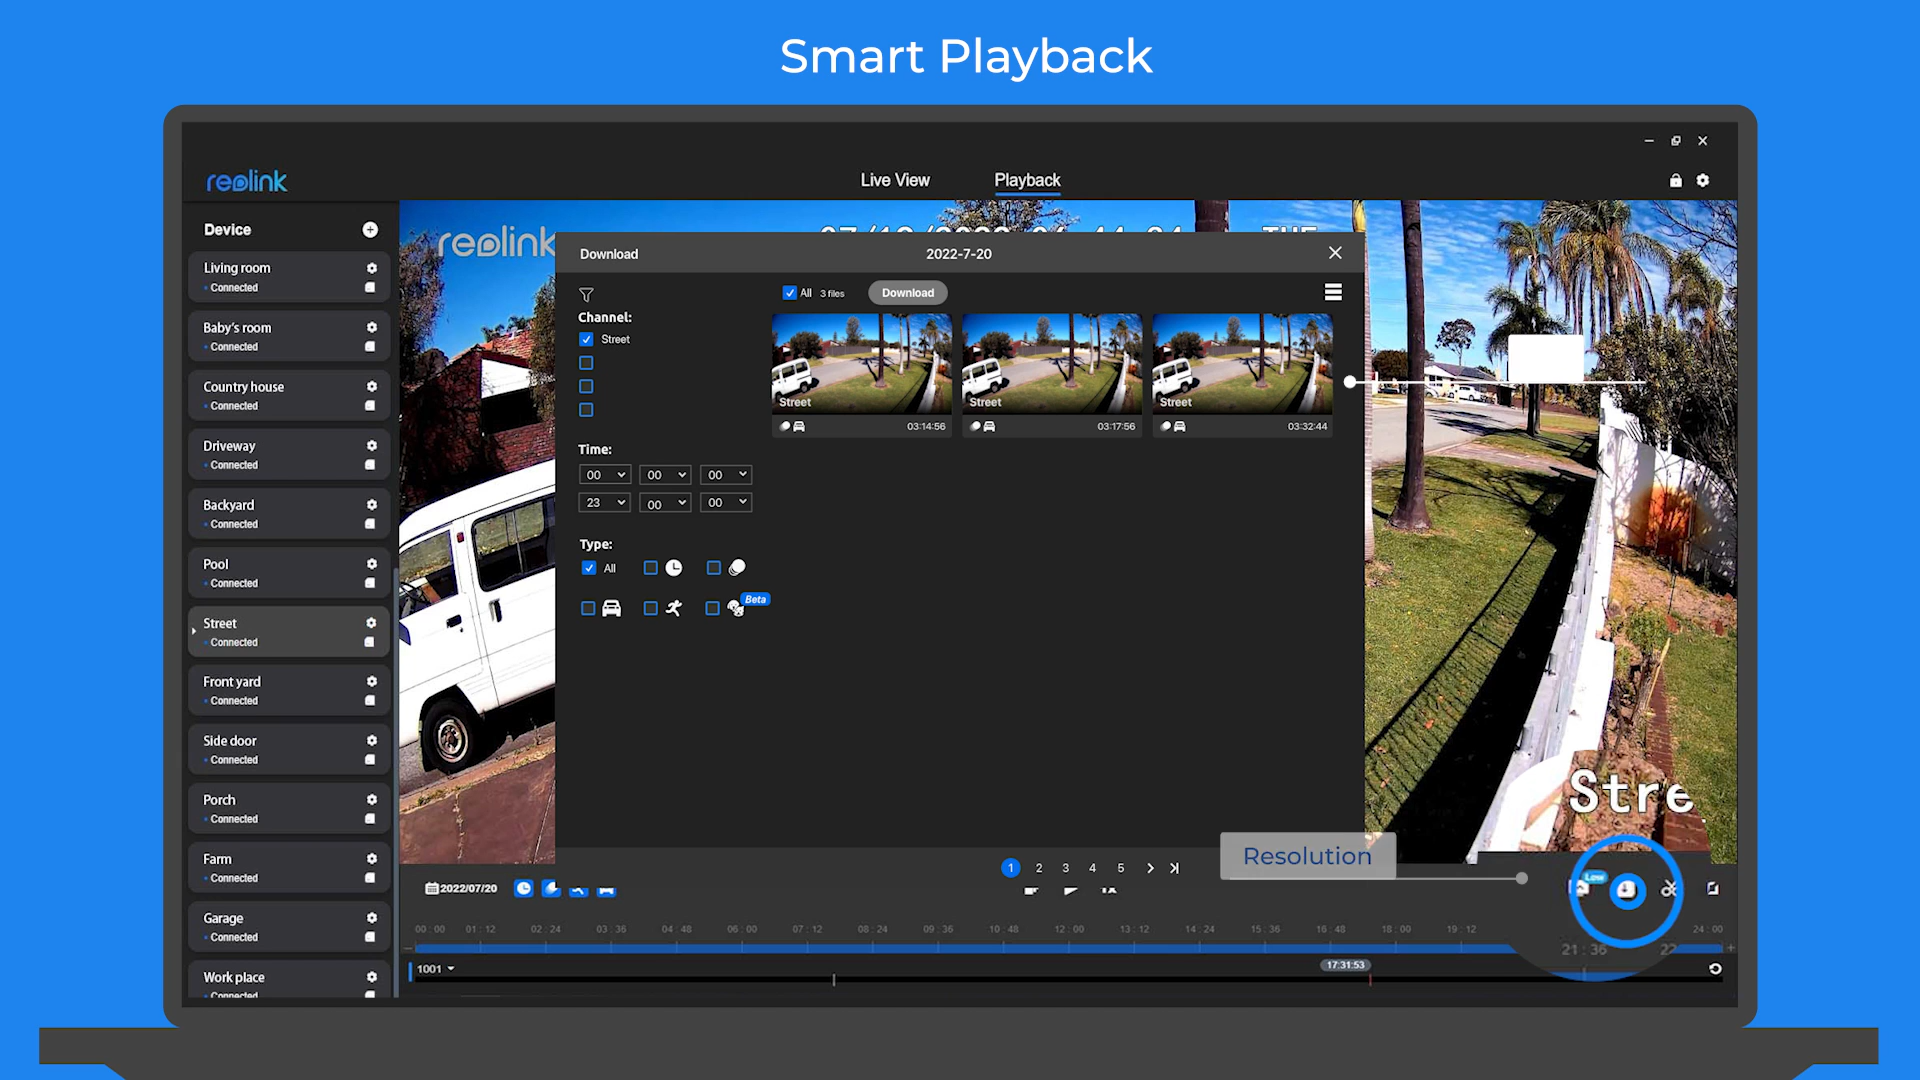 Smart Playback
reolink
Live View
Playback
Device
Living room
Connected
Baby's room
Connected
Country house
Connected
Driveway
Connected
Backyard
Connected
Pool
Connected
Street
Connected
Front yard
Connected
Side door
Connected
Porch
Connected
Farm
Connected
Garage
Connected
Work place
Connected
reolink
Download
2022-7-20
Channel:
Street
Time:
00 00 00
23 00 00
Type:
All
Beta
All 3 files
Download
Street
03:14:56
Street
03:17:56
Street
03:32:44
1 2 3 4 5
Resolution
Stre
Low
2022/07/20
1X
00 : 00 01 : 12 02 : 24 03 : 36 04 : 48 06 : 00 07 : 12 08 : 24 09 : 36 10 : 48 12 : 00 13 : 12 14 : 24 15 : 36 16 : 48 18 : 00 19 : 12 21 : 36 22 24 : 00
1001
17:31:53